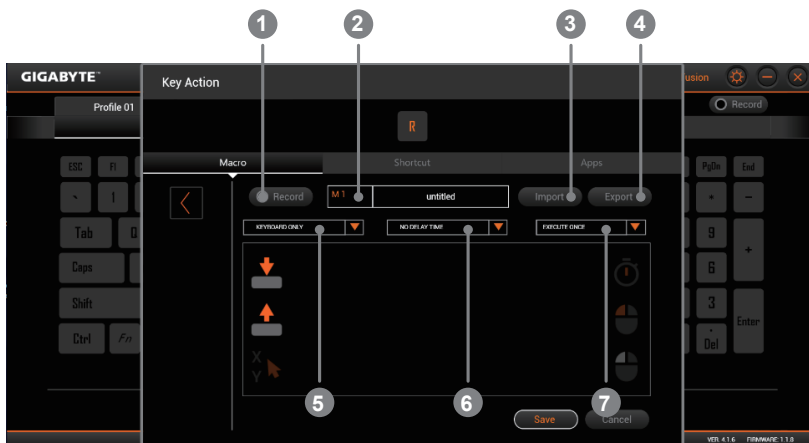 1 2 3 4
GIGABYTE™
usion
Key Action
Profile 01
Record
R
Macro Shortcut Apps
ESC F1
PgDn End
Record M 1 untitled Import Export
1
+ -
KEYBOARD ONLY NO DELAY TIME EXECUTE ONCE
Tab Q
9
+
Caps
6
Shift
3
Enter
Ctrl Fn
. Del
X
Y
5 6 7
Save Cancel
VER. 4.1.6 FIRMWARE: 1.1.0